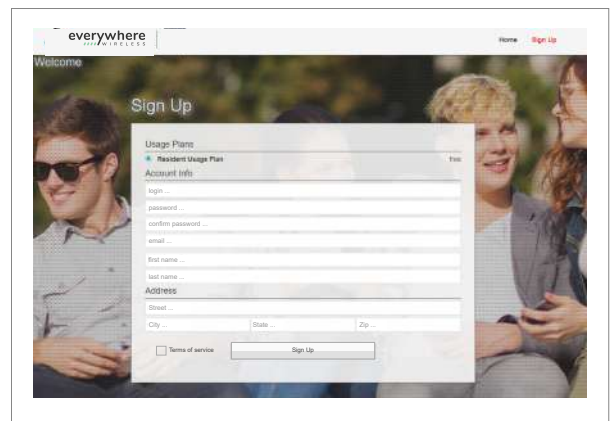 everywhere
WIRELESS
Home Sign Up
Welcome
Sign Up
Usage Plans
Resident Usage Plan free
Account Info
login ...
password ...
confirm password ...
email ...
first name ...
last name ...
Address
Street ...
City ... State ... Zip ...
Terms of service Sign Up